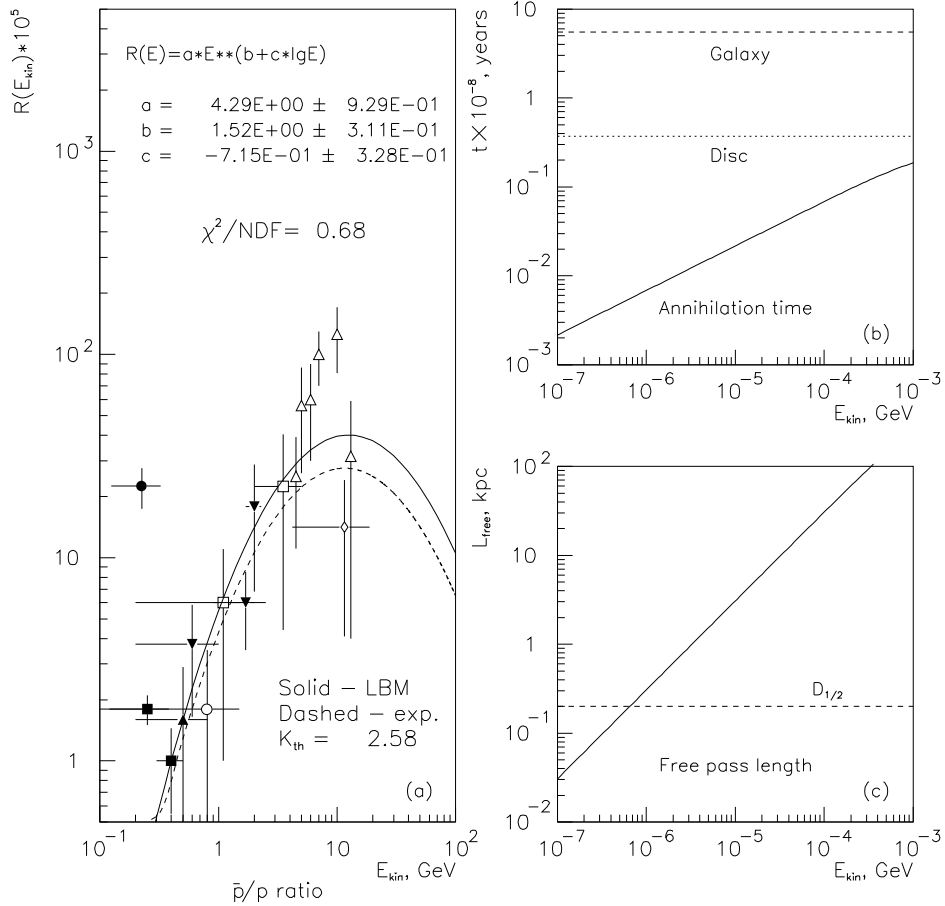 R(E_kin)*10^5
R(E)=a*E**(b+c*lgE)
a = 4.29E+00 ± 9.29E-01
b = 1.52E+00 ± 3.11E-01
c = -7.15E-01 ± 3.28E-01
χ^2/NDF= 0.68
10^3
10^2
10
1
Solid – LBM
Dashed – exp.
K_th = 2.58
(a)
10^-1 1 10 10^2
E_kin, GeV
p̄/p ratio
t×10^-8, years
10
1
10^-1
10^-2
10^-3
Galaxy
Disc
Annihilation time
(b)
10^-7 10^-6 10^-5 10^-4 10^-3
E_kin, GeV
L_free, kpc
10^2
10
1
10^-1
10^-2
D_1/2
Free pass length
(c)
10^-7 10^-6 10^-5 10^-4 10^-3
E_kin, GeV